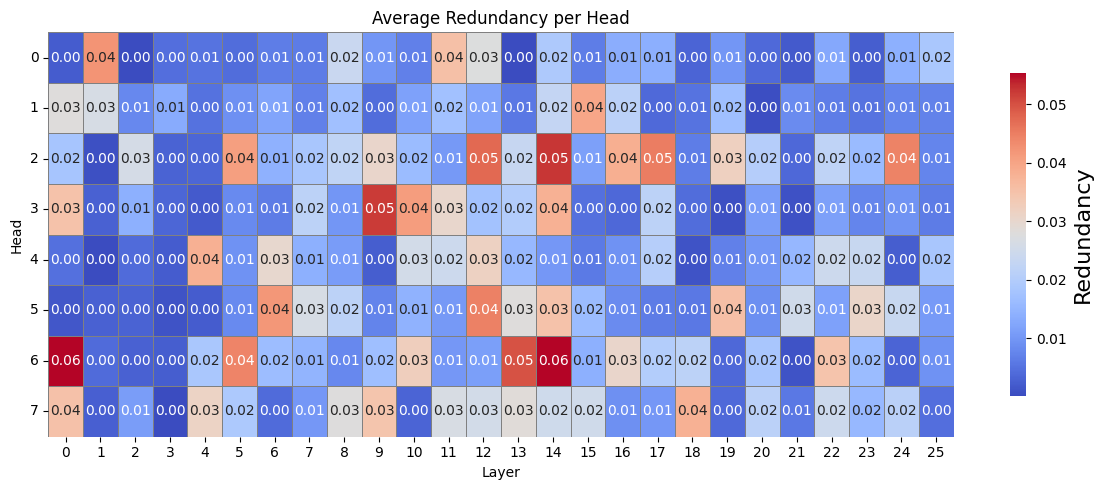 Average Redundancy per Head
0 0.00 0.04 0.00 0.00 0.01 0.00 0.01 0.01 0.02 0.01 0.01 0.04 0.03 0.00 0.02 0.01 0.01 0.01 0.00 0.01 0.00 0.00 0.01 0.00 0.01 0.02
1 0.03 0.03 0.01 0.01 0.00 0.01 0.01 0.01 0.02 0.00 0.01 0.02 0.01 0.01 0.02 0.04 0.02 0.00 0.01 0.02 0.00 0.01 0.01 0.01 0.01 0.01
2 0.02 0.00 0.03 0.00 0.00 0.04 0.01 0.02 0.02 0.03 0.02 0.01 0.05 0.02 0.05 0.01 0.04 0.05 0.01 0.03 0.02 0.00 0.02 0.02 0.04 0.01
3 0.03 0.00 0.01 0.00 0.00 0.01 0.01 0.02 0.01 0.05 0.04 0.03 0.02 0.02 0.04 0.00 0.00 0.02 0.00 0.00 0.01 0.00 0.01 0.01 0.01 0.01
4 0.00 0.00 0.00 0.00 0.04 0.01 0.03 0.01 0.01 0.00 0.03 0.02 0.03 0.02 0.01 0.01 0.01 0.02 0.00 0.01 0.01 0.02 0.02 0.02 0.00 0.02
5 0.00 0.00 0.00 0.00 0.00 0.01 0.04 0.03 0.02 0.01 0.01 0.01 0.04 0.03 0.03 0.02 0.01 0.01 0.01 0.04 0.01 0.03 0.01 0.03 0.02 0.01
6 0.06 0.00 0.00 0.00 0.02 0.04 0.02 0.01 0.01 0.02 0.03 0.01 0.01 0.05 0.06 0.01 0.03 0.02 0.02 0.00 0.02 0.00 0.03 0.02 0.00 0.01
7 0.04 0.00 0.01 0.00 0.03 0.02 0.00 0.01 0.03 0.03 0.00 0.03 0.03 0.03 0.02 0.02 0.01 0.01 0.04 0.00 0.02 0.01 0.02 0.02 0.02 0.00
0 1 2 3 4 5 6 7 8 9 10 11 12 13 14 15 16 17 18 19 20 21 22 23 24 25
Layer
Head
0.05
0.04
0.03
0.02
0.01
Redundancy